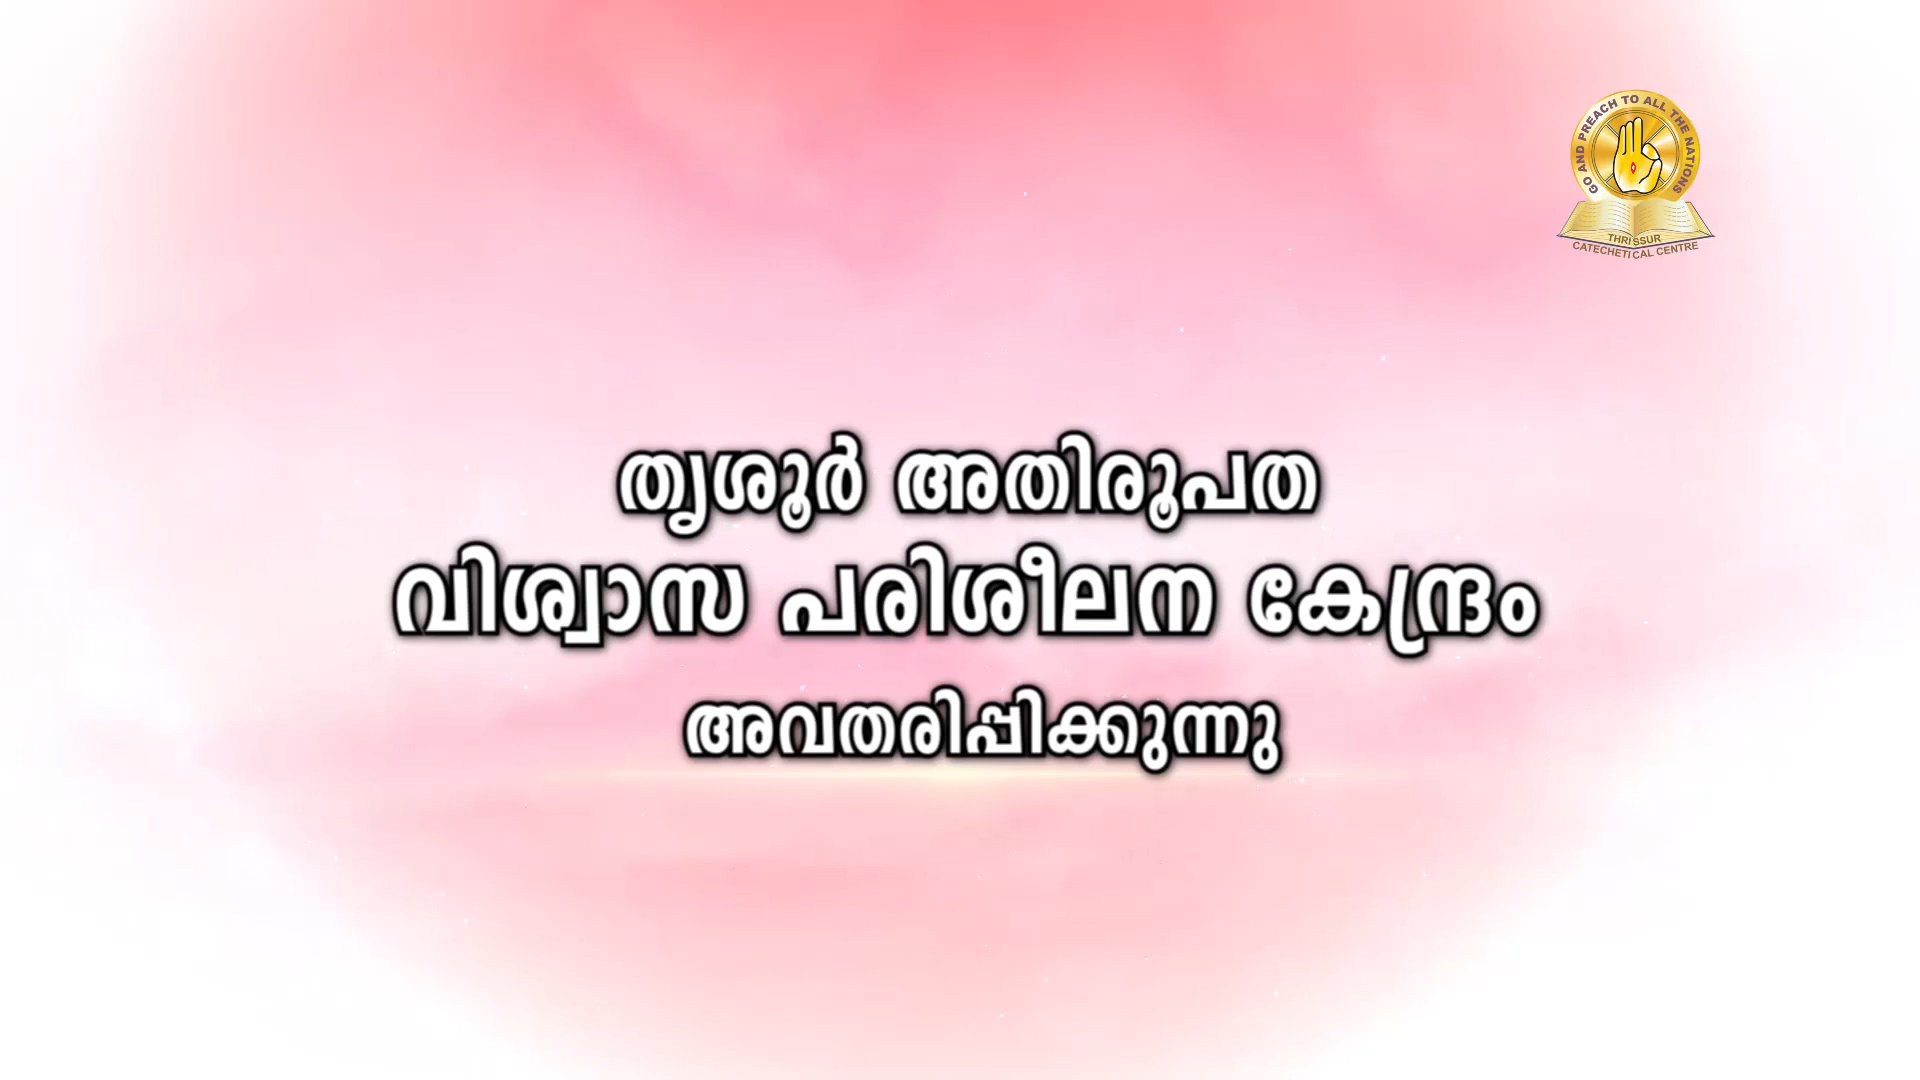 GO AND PREACH TO ALL THE NATIONS
THRISSUR
CATECHETICAL CENTRE
തൃശൂർ അതിരൂപത
വിശ്വാസ പരിശീലന കേന്ദ്രം
അവതരിപ്പിക്കുന്നു